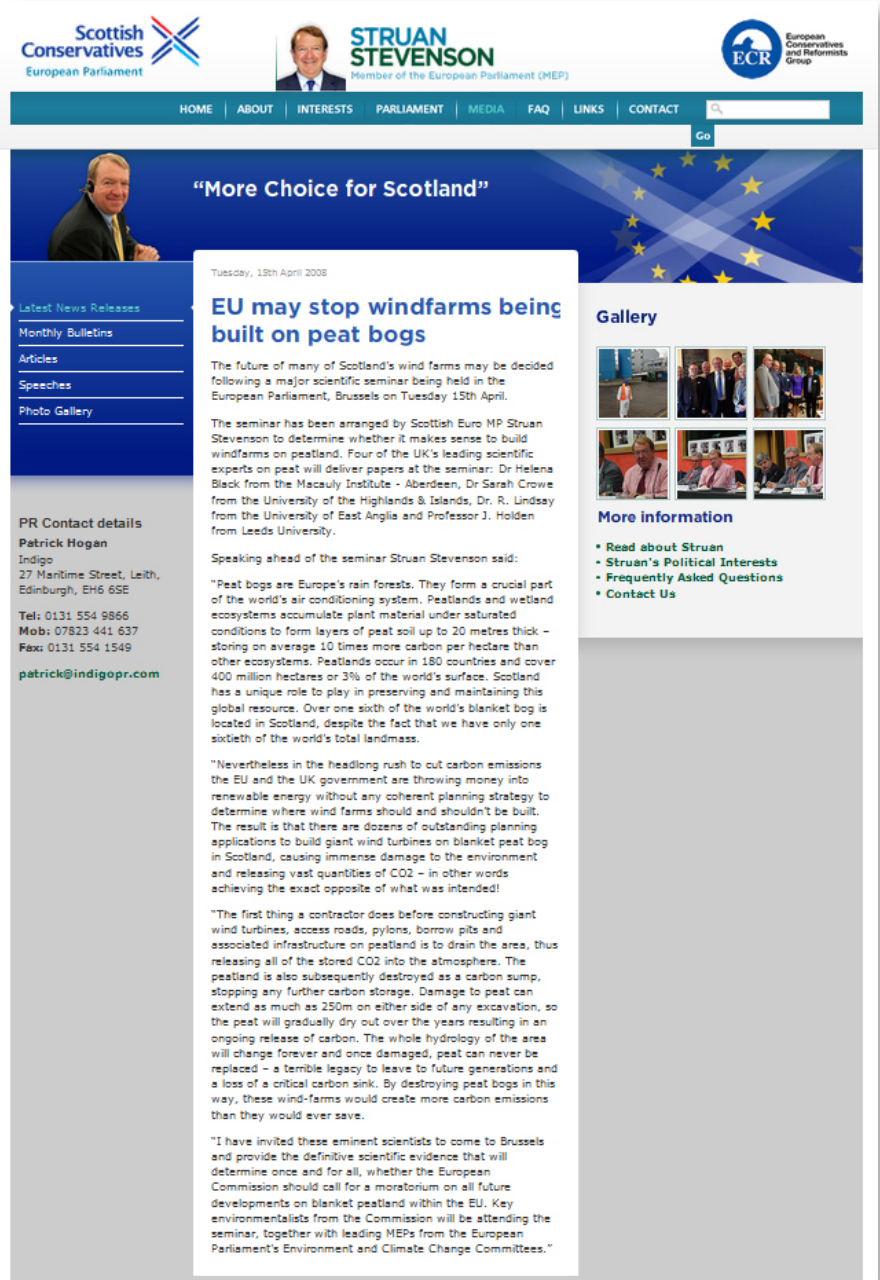 Scottish
Conservatives
European Parliament
STRUAN
STEVENSON
Member of the European Parliament (MEP)
ECR
European
Conservatives
and Reformists
Group
HOME
ABOUT
INTERESTS
PARLIAMENT
MEDIA
FAQ
LINKS
CONTACT
Go
“More Choice for Scotland”
Latest News Releases
Monthly Bulletins
Articles
Speeches
Photo Gallery
PR Contact details
Patrick Hogan
Indigo
27 Maritime Street, Leith,
Edinburgh, EH6 6SE
Tel: 0131 554 9866
Mob: 07823 441 637
Fax: 0131 554 1549
patrick@indigopr.com
Tuesday, 15th April 2008
EU may stop windfarms being
built on peat bogs
The future of many of Scotland's wind farms may be decided
following a major scientific seminar being held in the
European Parliament, Brussels on Tuesday 15th April.
The seminar has been arranged by Scottish Euro MP Struan
Stevenson to determine whether it makes sense to build
windfarms on peatland. Four of the UK's leading scientific
experts on peat will deliver papers at the seminar: Dr Helena
Black from the Macauly Institute - Aberdeen, Dr Sarah Crowe
from the University of the Highlands & Islands, Dr. R. Lindsay
from the University of East Anglia and Professor J. Holden
from Leeds University.
Speaking ahead of the seminar Struan Stevenson said:
"Peat bogs are Europe's rain forests. They form a crucial part
of the world's air conditioning system. Peatlands and wetland
ecosystems accumulate plant material under saturated
conditions to form layers of peat soil up to 20 metres thick –
storing on average 10 times more carbon per hectare than
other ecosystems. Peatlands occur in 180 countries and cover
400 million hectares or 3% of the world's surface. Scotland
has a unique role to play in preserving and maintaining this
global resource. Over one sixth of the world's blanket bog is
located in Scotland, despite the fact that we have only one
sixtieth of the world's total landmass.
"Nevertheless in the headlong rush to cut carbon emissions
the EU and the UK government are throwing money into
renewable energy without any coherent planning strategy to
determine where wind farms should and shouldn't be built.
The result is that there are dozens of outstanding planning
applications to build giant wind turbines on blanket peat bog
in Scotland, causing immense damage to the environment
and releasing vast quantities of CO2 – in other words
achieving the exact opposite of what was intended!
"The first thing a contractor does before constructing giant
wind turbines, access roads, pylons, borrow pits and
associated infrastructure on peatland is to drain the area, thus
releasing all of the stored CO2 into the atmosphere. The
peatland is also subsequently destroyed as a carbon sump,
stopping any further carbon storage. Damage to peat can
extend as much as 250m on either side of any excavation, so
the peat will gradually dry out over the years resulting in an
ongoing release of carbon. The whole hydrology of the area
will change forever and once damaged, peat can never be
replaced – a terrible legacy to leave to future generations and
a loss of a critical carbon sink. By destroying peat bogs in this
way, these wind-farms would create more carbon emissions
than they would ever save.
"I have invited these eminent scientists to come to Brussels
and provide the definitive scientific evidence that will
determine once and for all, whether the European
Commission should call for a moratorium on all future
developments on blanket peatland within the EU. Key
environmentalists from the Commission will be attending the
seminar, together with leading MEPs from the European
Parliament's Environment and Climate Change Committees."
Gallery
More information
• Read about Struan
• Struan's Political Interests
• Frequently Asked Questions
• Contact Us